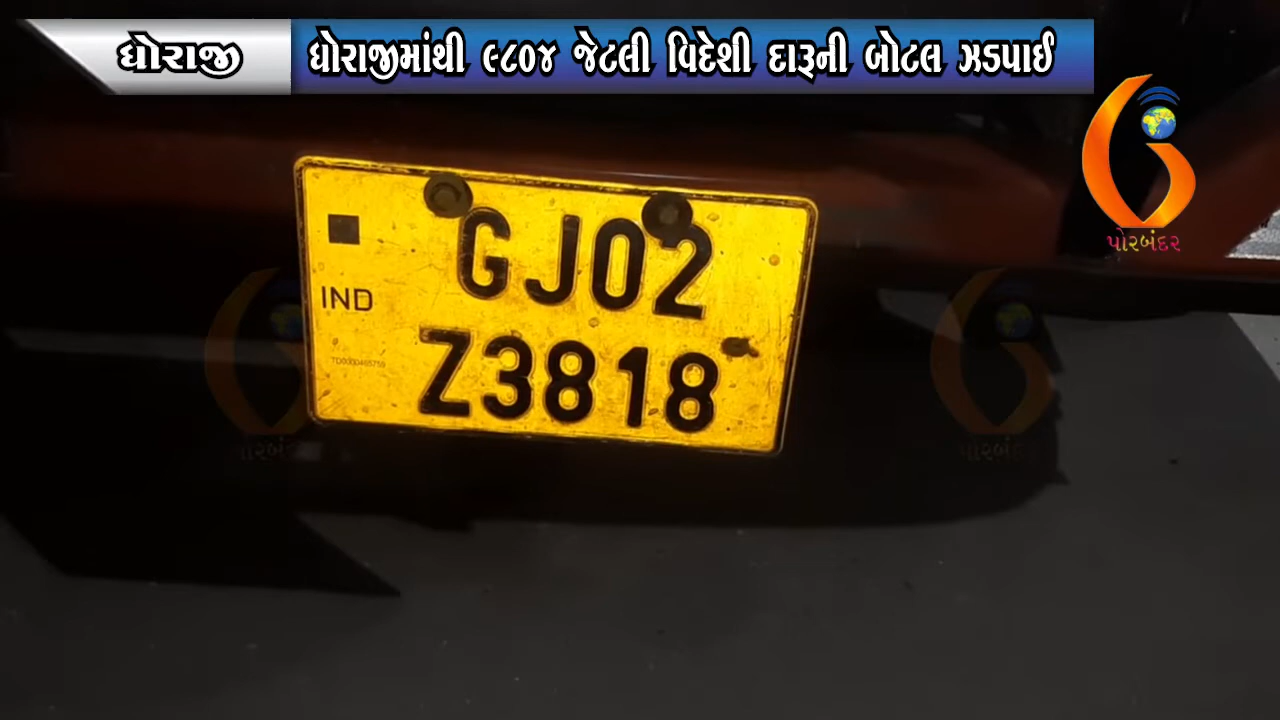 ધોરાજી
ધોરાજીમાંથી ૯૮૦૪ જેટલી વિદેશી દારૂની બોટલ ઝડપાઈ
પોરબંદર
GJ02
IND
Z3818